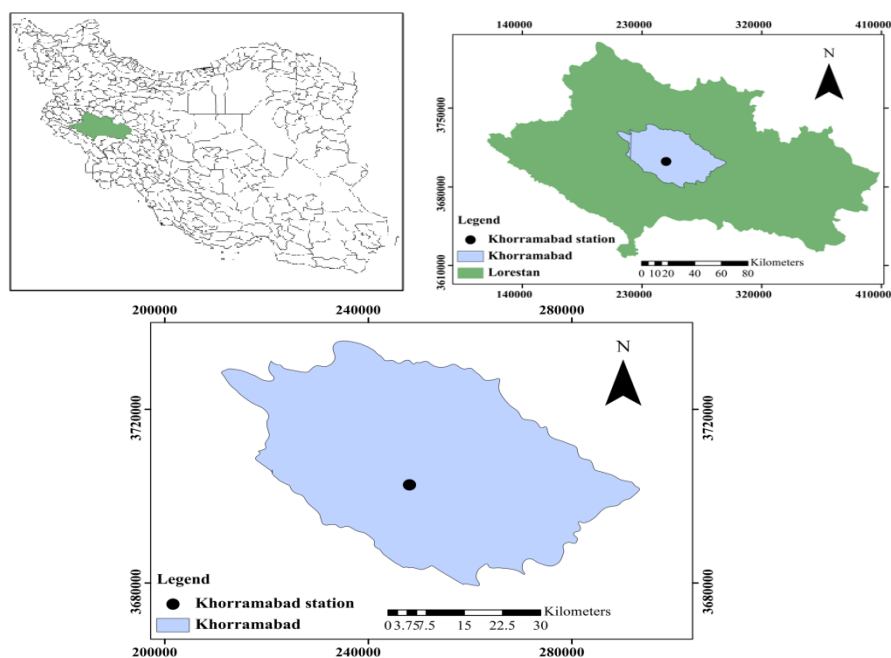 140000 230000 320000 410000
N
3750000
3680000
3610000
Legend
Khorramabad station
Khorramabad
Lorestan
Kilometers
0 10 20 40 60 80
140000 230000 320000 410000
200000 240000 280000
N
3720000 3720000
3680000 3680000
Legend
Khorramabad station
Khorramabad
Kilometers
0 3.75 7.5 15 22.5 30
200000 240000 280000